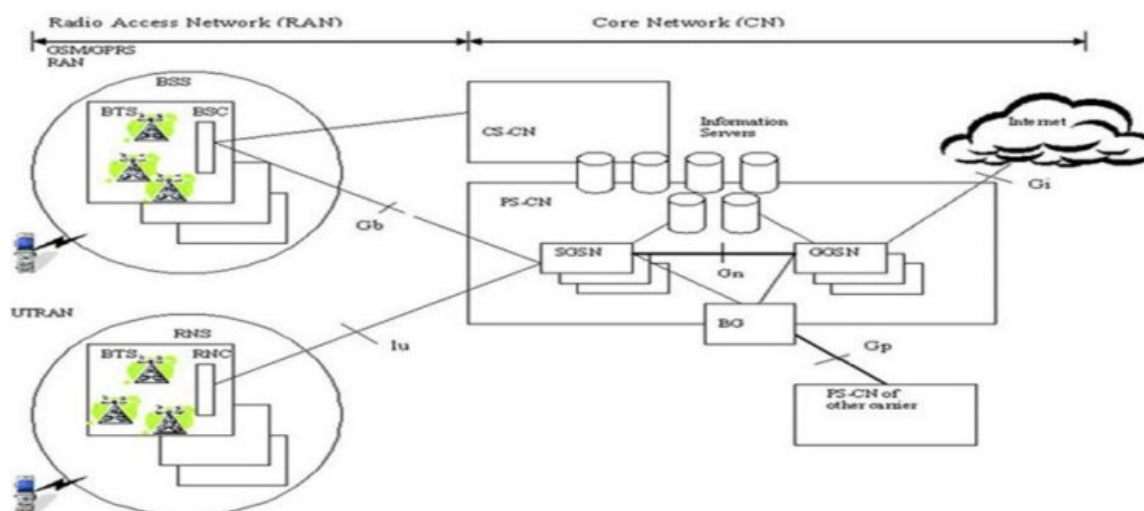 Radio Access Network (RAN)
Core Network (CN)
GSM/GPRS
RAN
BSS
BTS
BSC
CS-CN
Information
Servers
Internet
Gi
PS-CN
Gb
SGSN
Gn
GGSN
UTRAN
RNS
BTS
RNC
Iu
BG
Gp
PS-CN of
other carrier